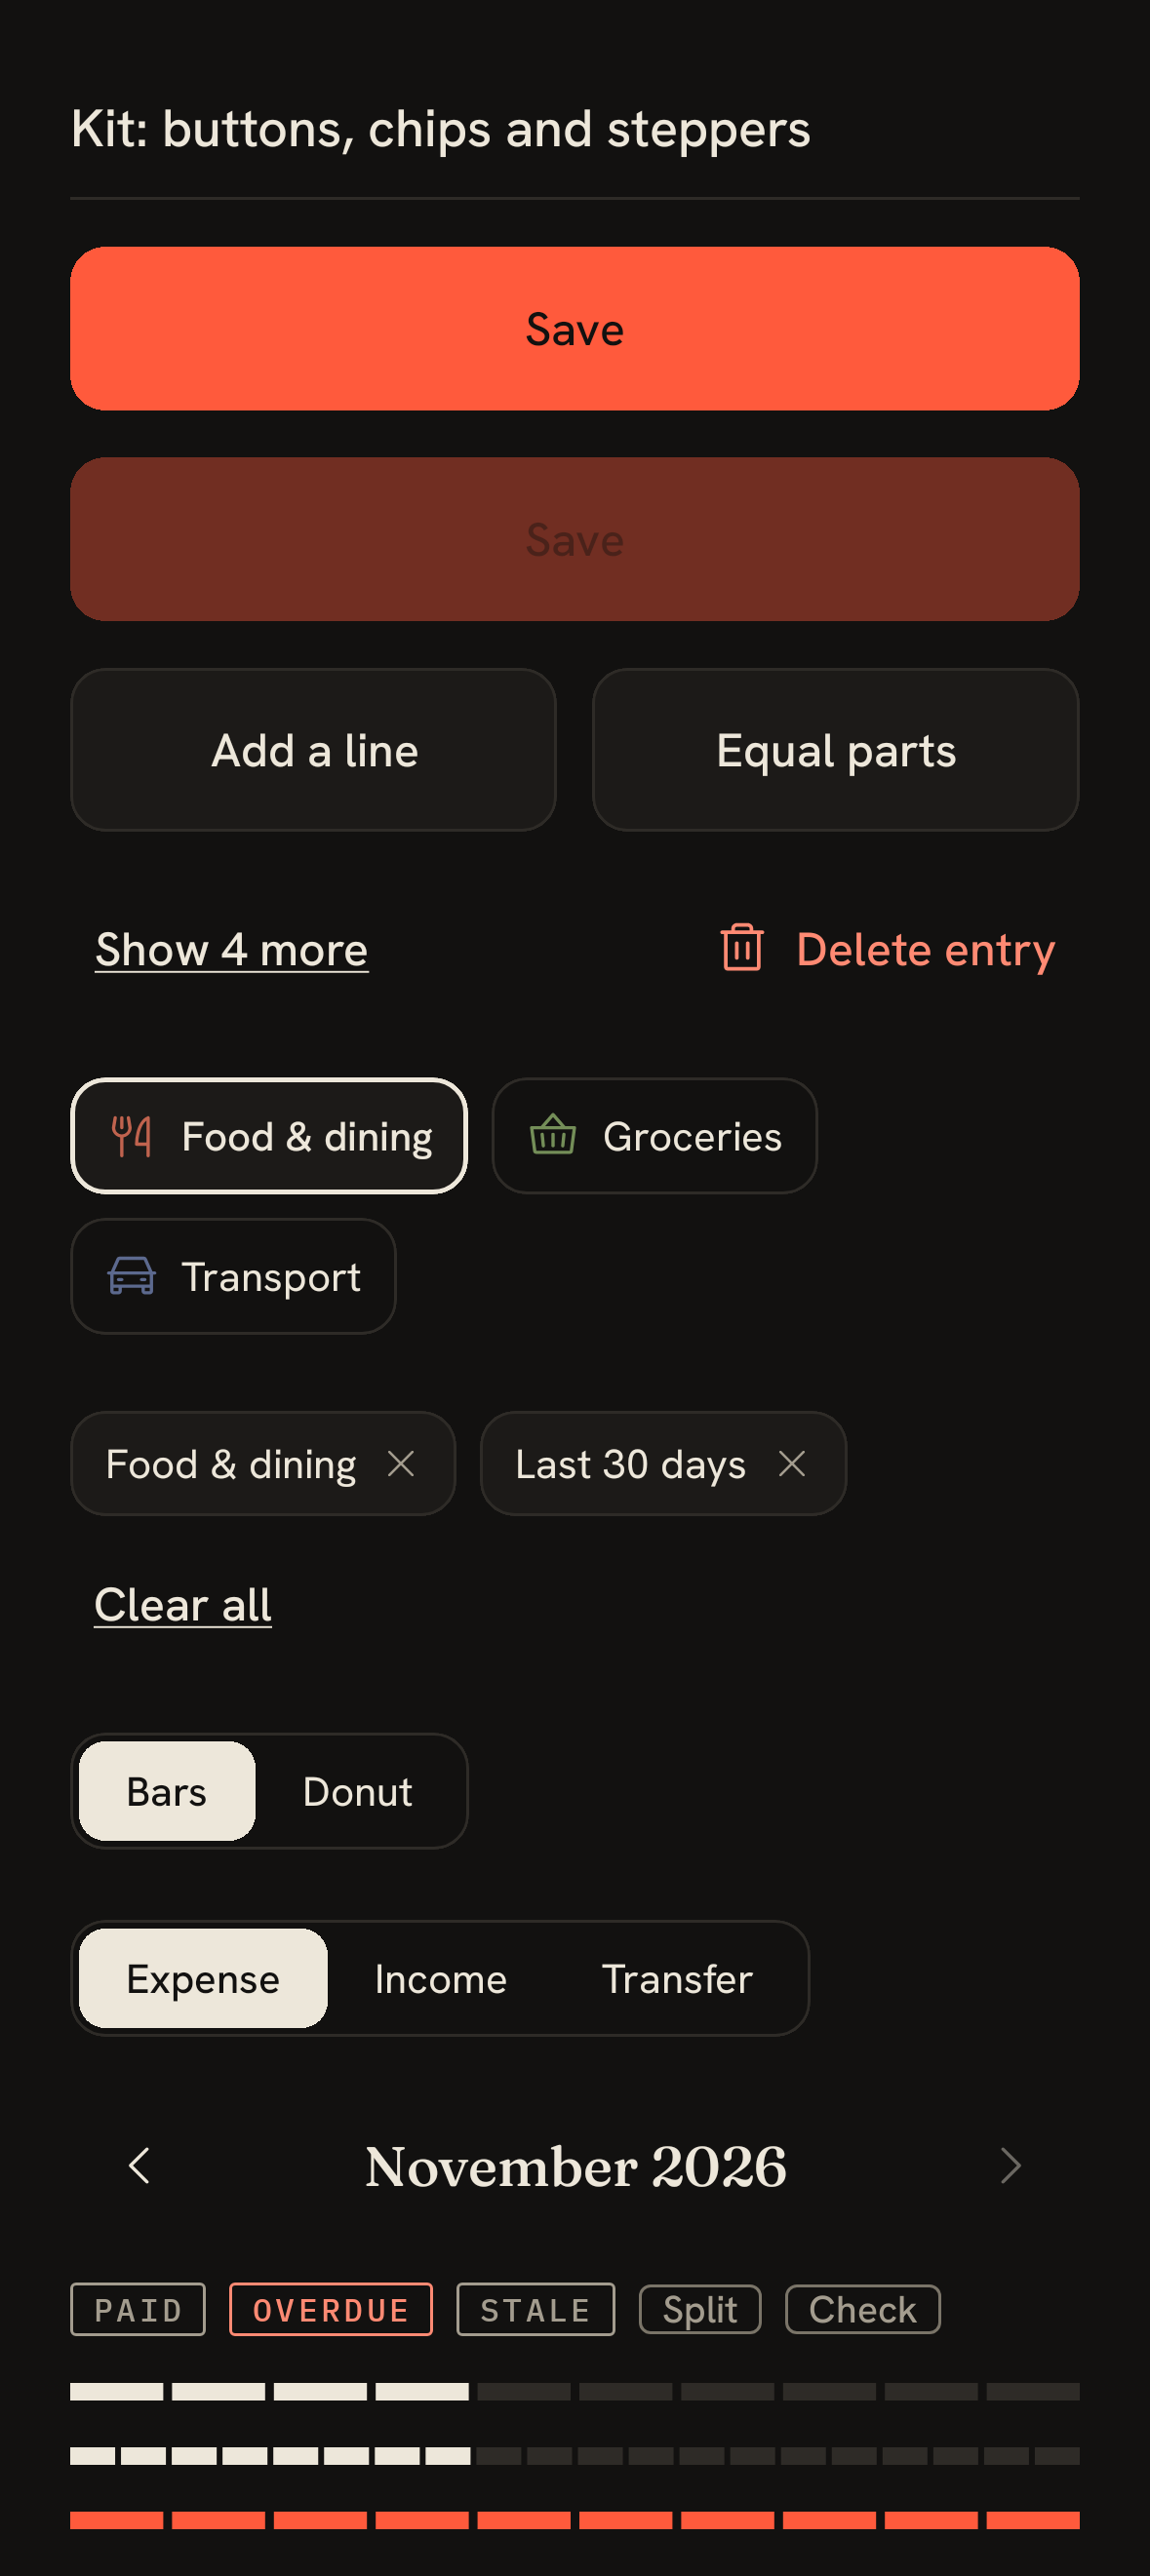 Kit: buttons, chips and steppers
Save
Save
Add a line
Equal parts
Show 4 more
Delete entry
Food & dining
Groceries
Transport
Food & dining
Last 30 days
Clear all
Bars
Donut
Expense
Income
Transfer
November 2026
PAID
OVERDUE
STALE
Split
Check